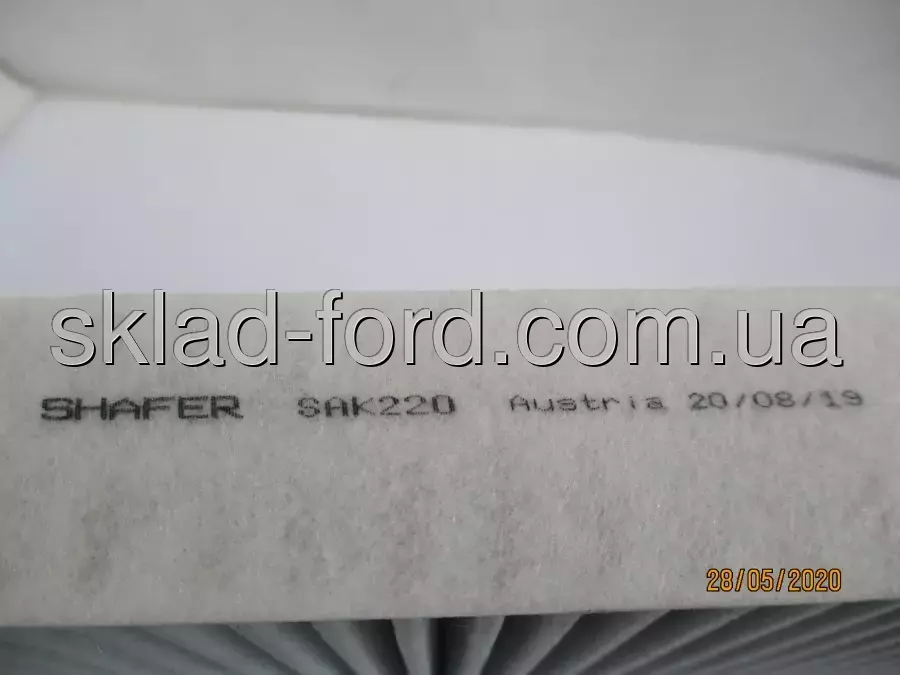 sklad-ford.com.ua
SHAFER SAK220 Austria 20/08/19
28/05/2020